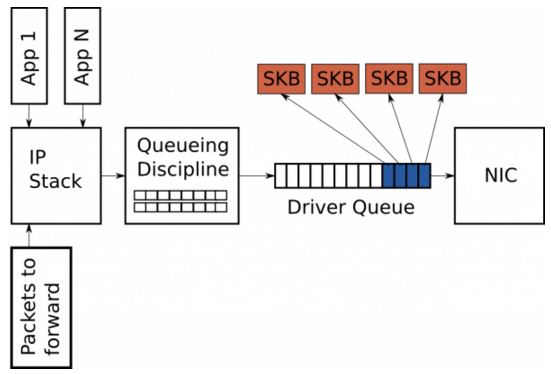 App 1
App N
SKB
SKB
SKB
SKB
IP
Stack
Queueing
Discipline
NIC
Driver Queue
Packets to
forward